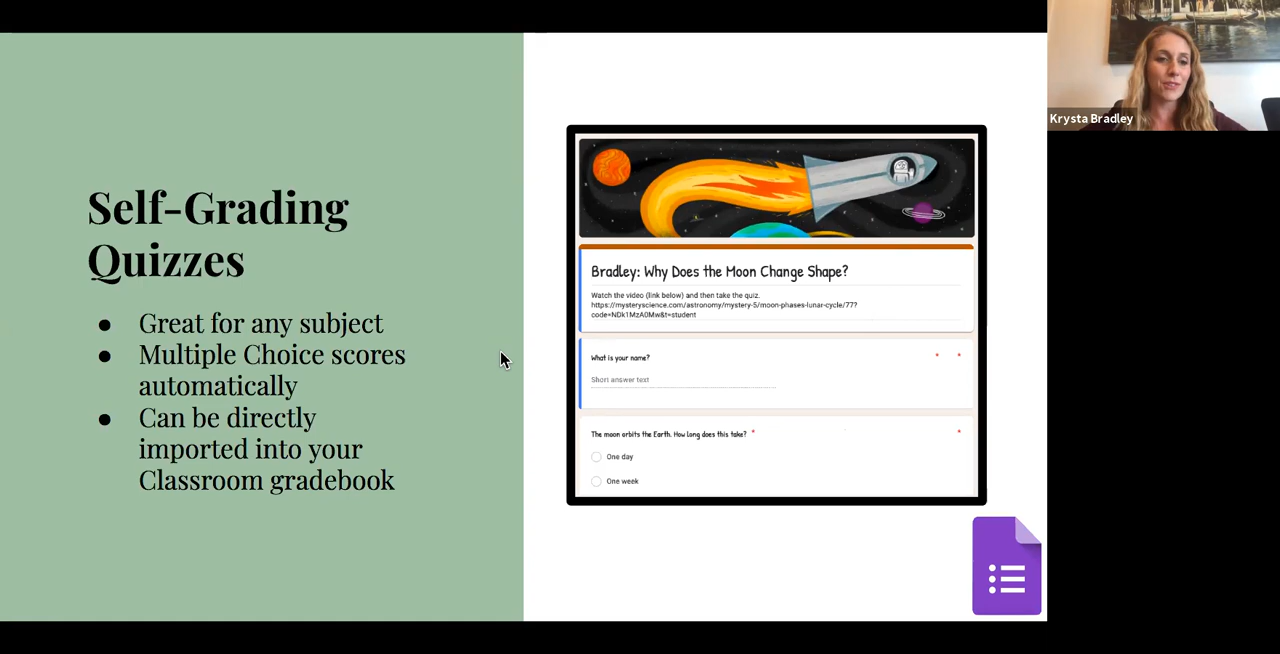 Self-Grading
Quizzes
● Great for any subject
● Multiple Choice scores
automatically
● Can be directly
imported into your
Classroom gradebook
Bradley: Why Does the Moon Change Shape?
Watch the video (link below) and then take the quiz.
https://mysteryscience.com/astronomy/mystery-5/moon-phases-lunar-cycle/77?
code=NDk1MzA0Mw&t=student
What is your name? * *
Short answer text
The moon orbits the Earth. How long does this take? * *
One day
One week
Krysta Bradley